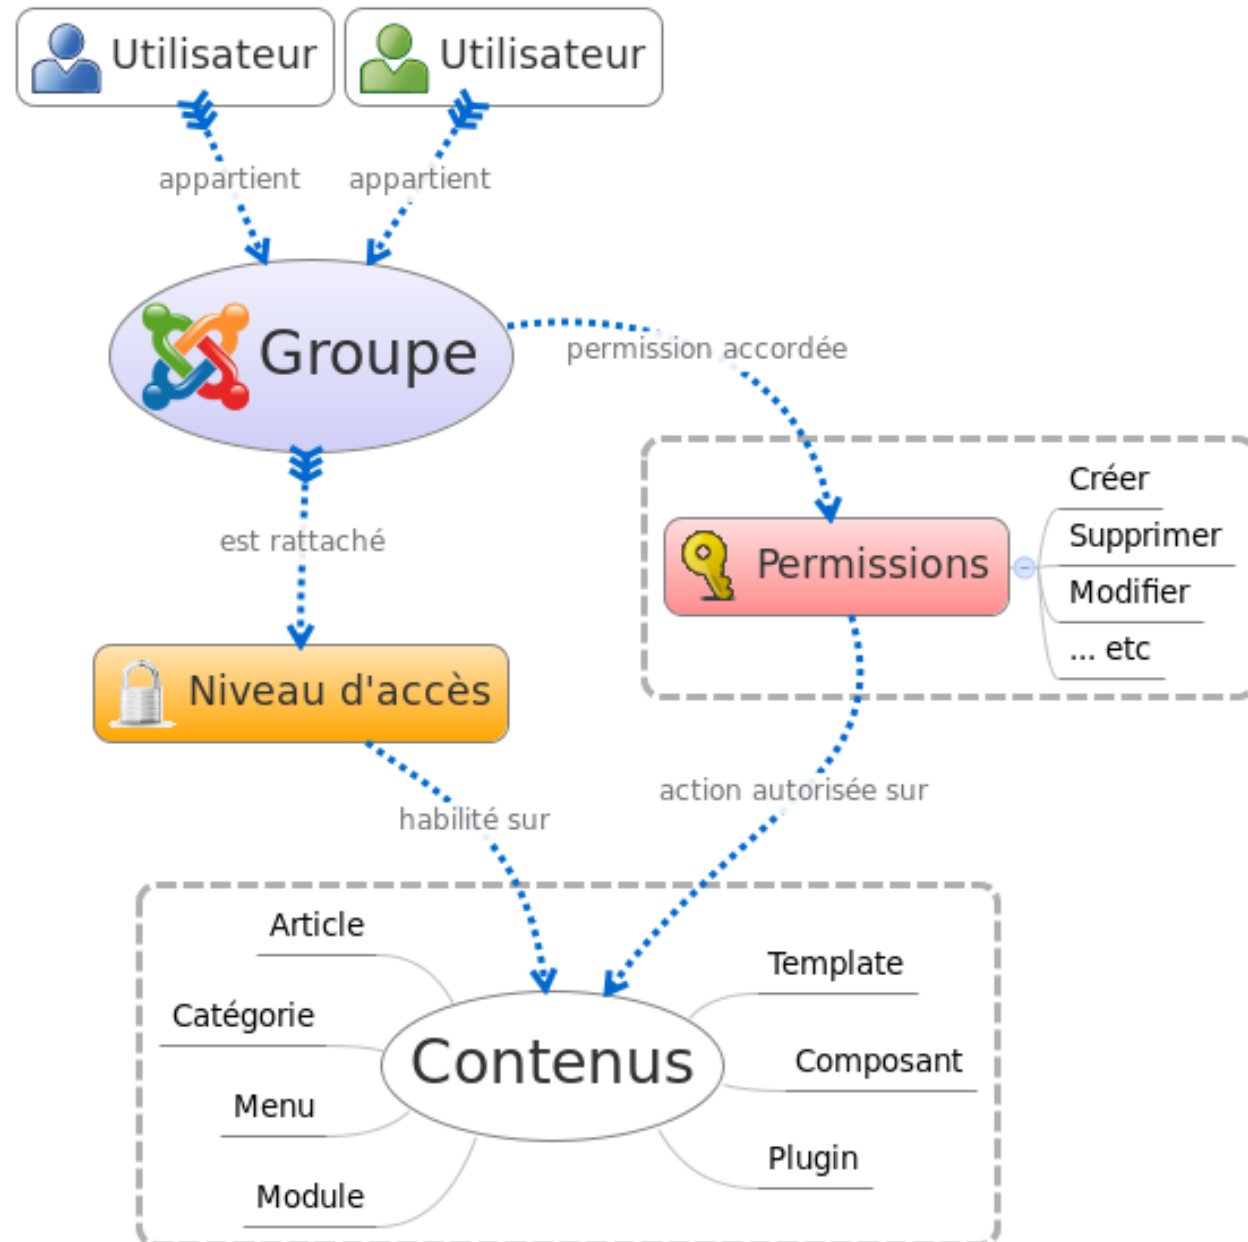 Utilisateur
Utilisateur
appartient
appartient
Groupe
permission accordée
est rattaché
Permissions
Créer
Supprimer
Modifier
... etc
Niveau d'accès
habilité sur
action autorisée sur
Contenus
Article
Catégorie
Menu
Module
Template
Composant
Plugin